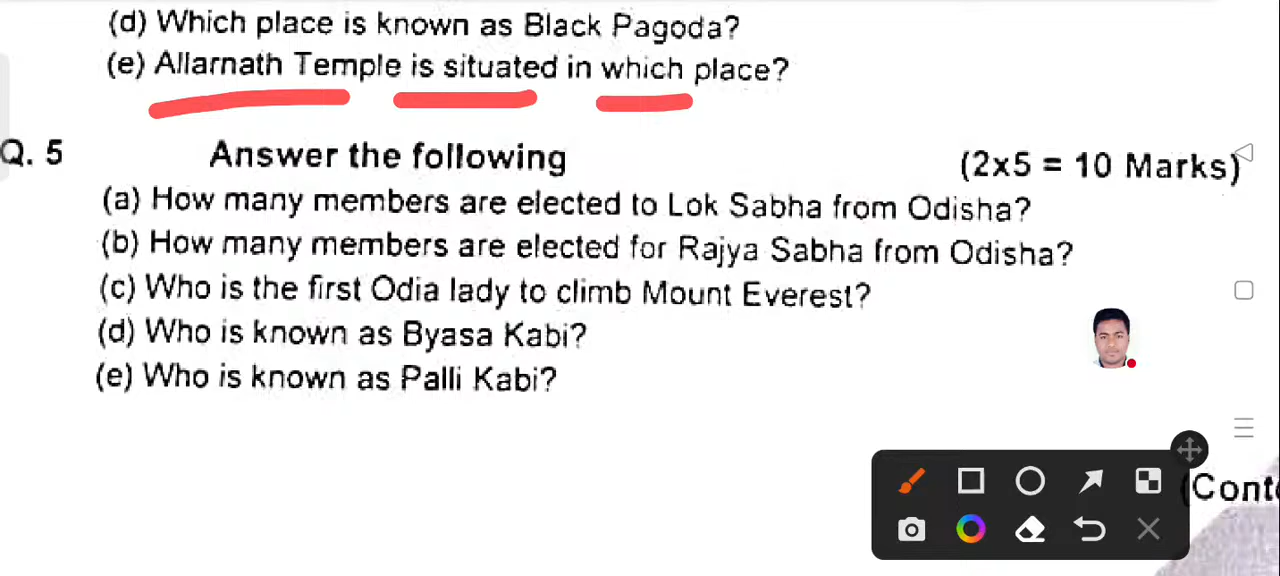 (d) Which place is known as Black Pagoda?
(e) Allarnath Temple is situated in which place?
Q. 5 Answer the following (2x5 = 10 Marks)
(a) How many members are elected to Lok Sabha from Odisha?
(b) How many members are elected for Rajya Sabha from Odisha?
(c) Who is the first Odia lady to climb Mount Everest?
(d) Who is known as Byasa Kabi?
(e) Who is known as Palli Kabi?